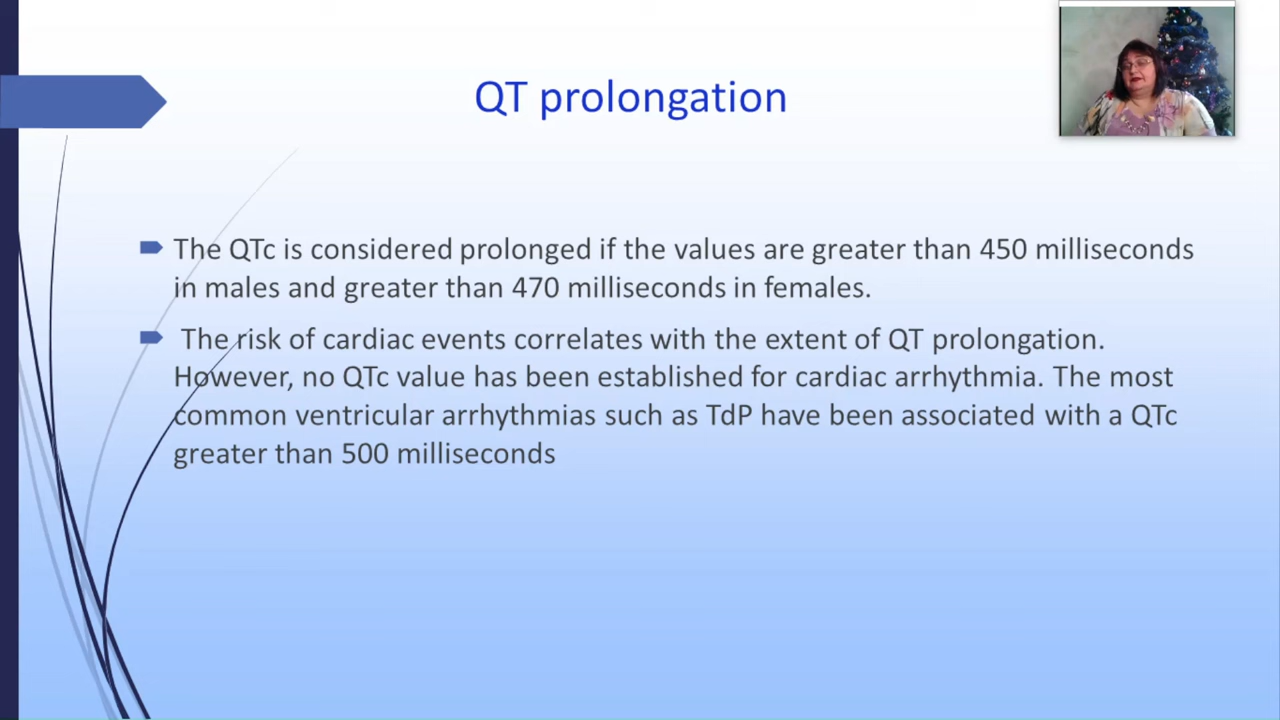 QT prolongation
The QTc is considered prolonged if the values are greater than 450 milliseconds
in males and greater than 470 milliseconds in females.
The risk of cardiac events correlates with the extent of QT prolongation.
However, no QTc value has been established for cardiac arrhythmia. The most
common ventricular arrhythmias such as TdP have been associated with a QTc
greater than 500 milliseconds